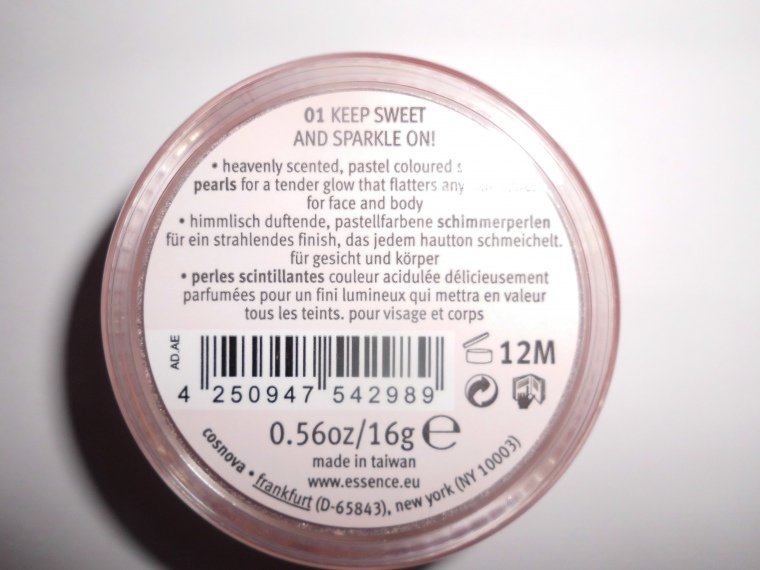 01 KEEP SWEET
AND SPARKLE ON!
• heavenly scented, pastel coloured
pearls for a tender glow that flatters any
for face and body
• himmlisch duftende, pastellfarbene schimmerperlen
für ein strahlendes finish, das jedem hautton schmeichelt.
für gesicht und körper
• perles scintillantes couleur acidulée délicieusement
parfumées pour un fini lumineux qui mettra en valeur
tous les teints. pour visage et corps
AD.AE
12M
4 250947 542989
0.56oz/16g e
made in taiwan
www.essence.eu
cosnova • frankfurt (D-65843), new york (NY 10003)